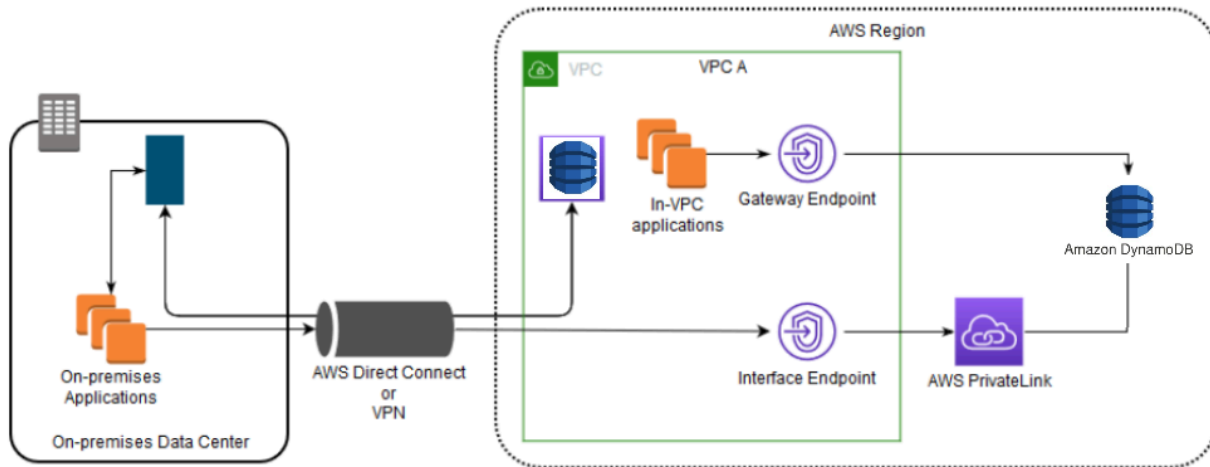 AWS Region
VPC
VPC A
In-VPC
applications
Gateway Endpoint
Amazon DynamoDB
On-premises
Applications
On-premises Data Center
AWS Direct Connect
or
VPN
Interface Endpoint
AWS PrivateLink